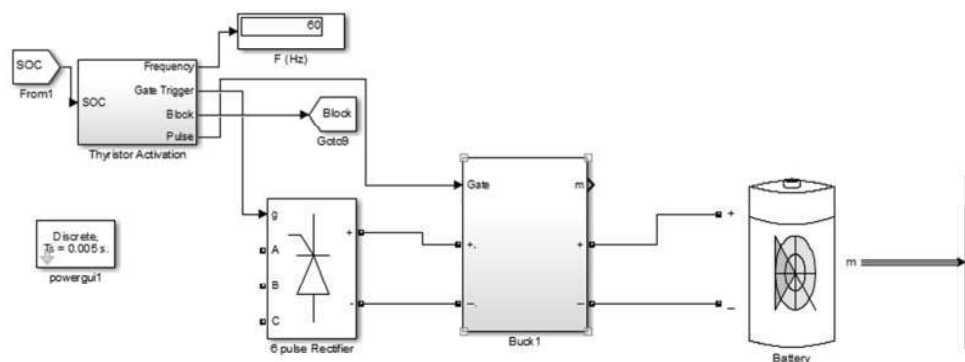 60
F (Hz)
SOC
From1
SOC
Frequency
Gate Trigger
Block
Pulse
Thyristor Activation
Block
Goto9
Discrete,
Ts = 0.005 s.
powergui1
g
A
B
C
+
-
6 pulse Rectifier
Gate
m
+.
+
-.
−
Buck1
+
−
m
Battery